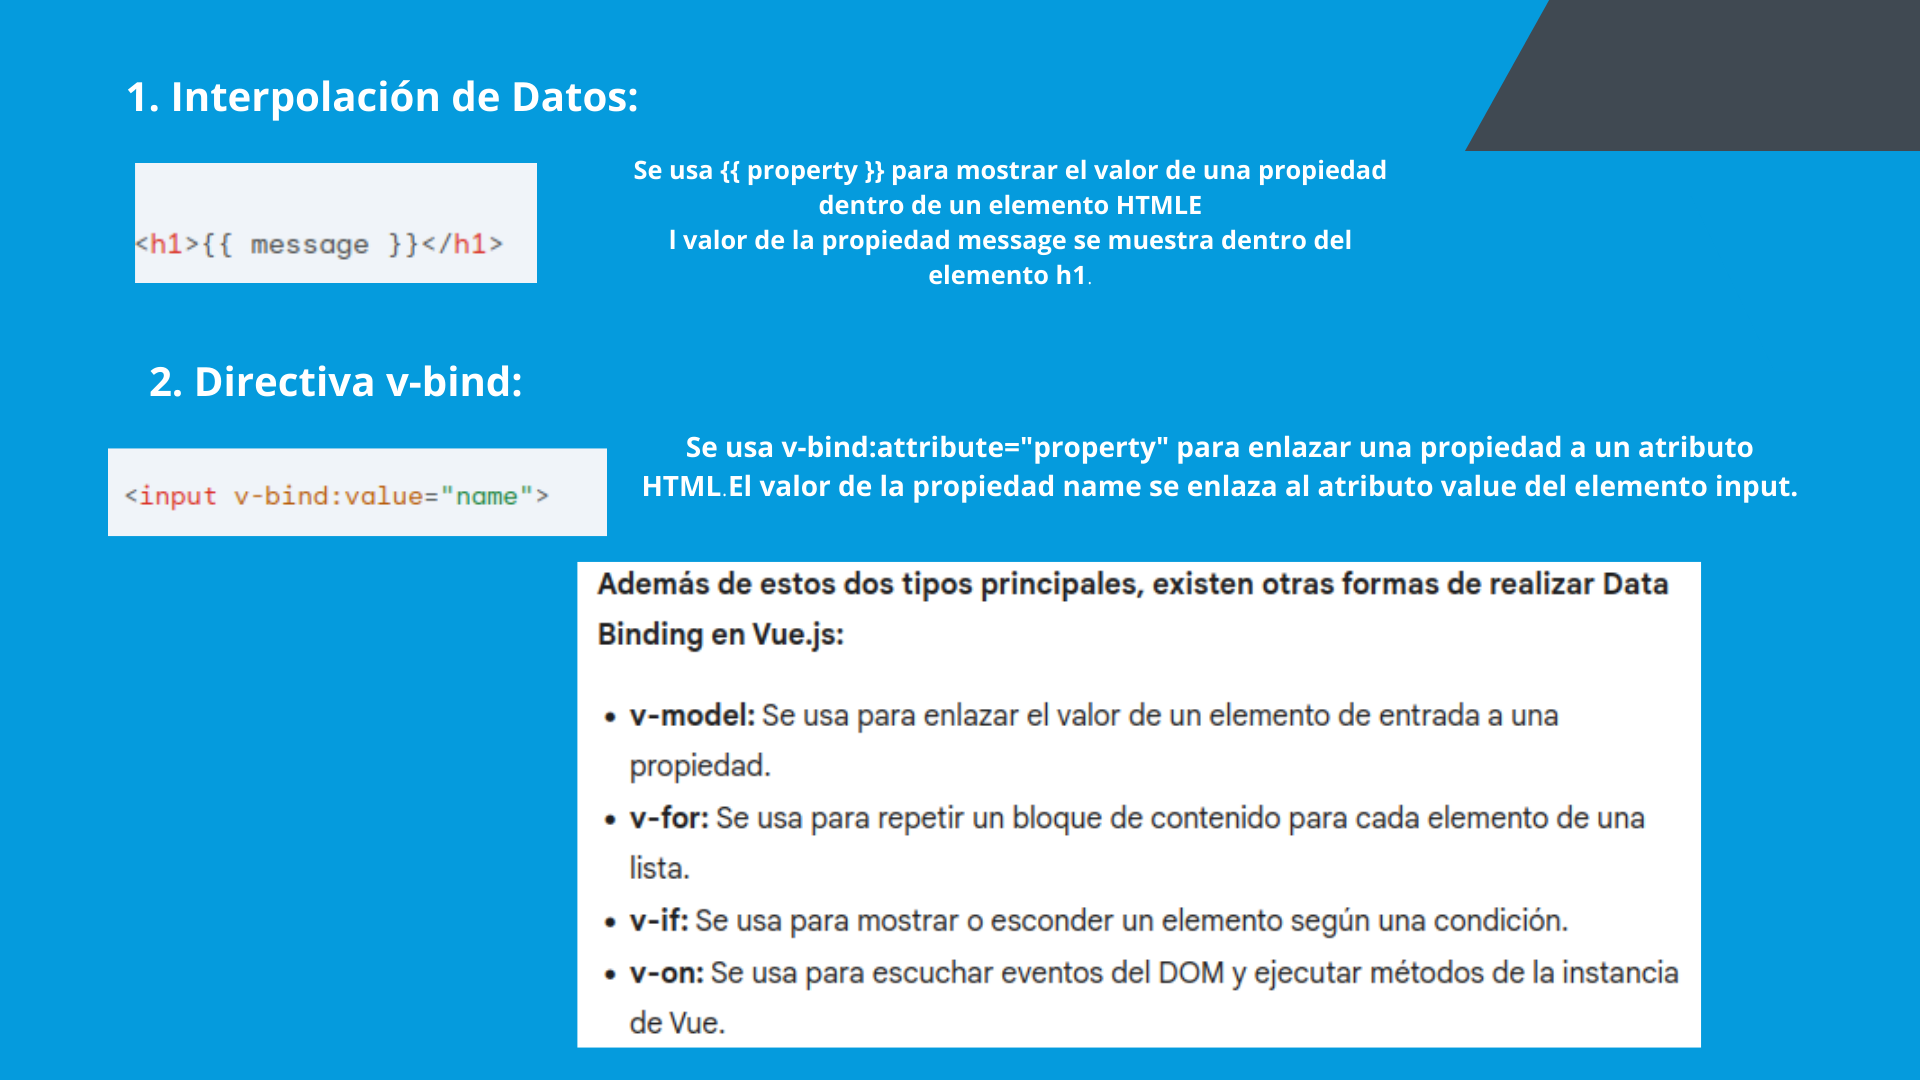 1. Interpolación de Datos:
<h1>{{ message }}</h1>
Se usa {{ property }} para mostrar el valor de una propiedad
dentro de un elemento HTMLE
l valor de la propiedad message se muestra dentro del
elemento h1.
2. Directiva v-bind:
<input v-bind:value="name">
Se usa v-bind:attribute="property" para enlazar una propiedad a un atributo
HTML.El valor de la propiedad name se enlaza al atributo value del elemento input.
Además de estos dos tipos principales, existen otras formas de realizar Data
Binding en Vue.js:
• v-model: Se usa para enlazar el valor de un elemento de entrada a una
propiedad.
• v-for: Se usa para repetir un bloque de contenido para cada elemento de una
lista.
• v-if: Se usa para mostrar o esconder un elemento según una condición.
• v-on: Se usa para escuchar eventos del DOM y ejecutar métodos de la instancia
de Vue.